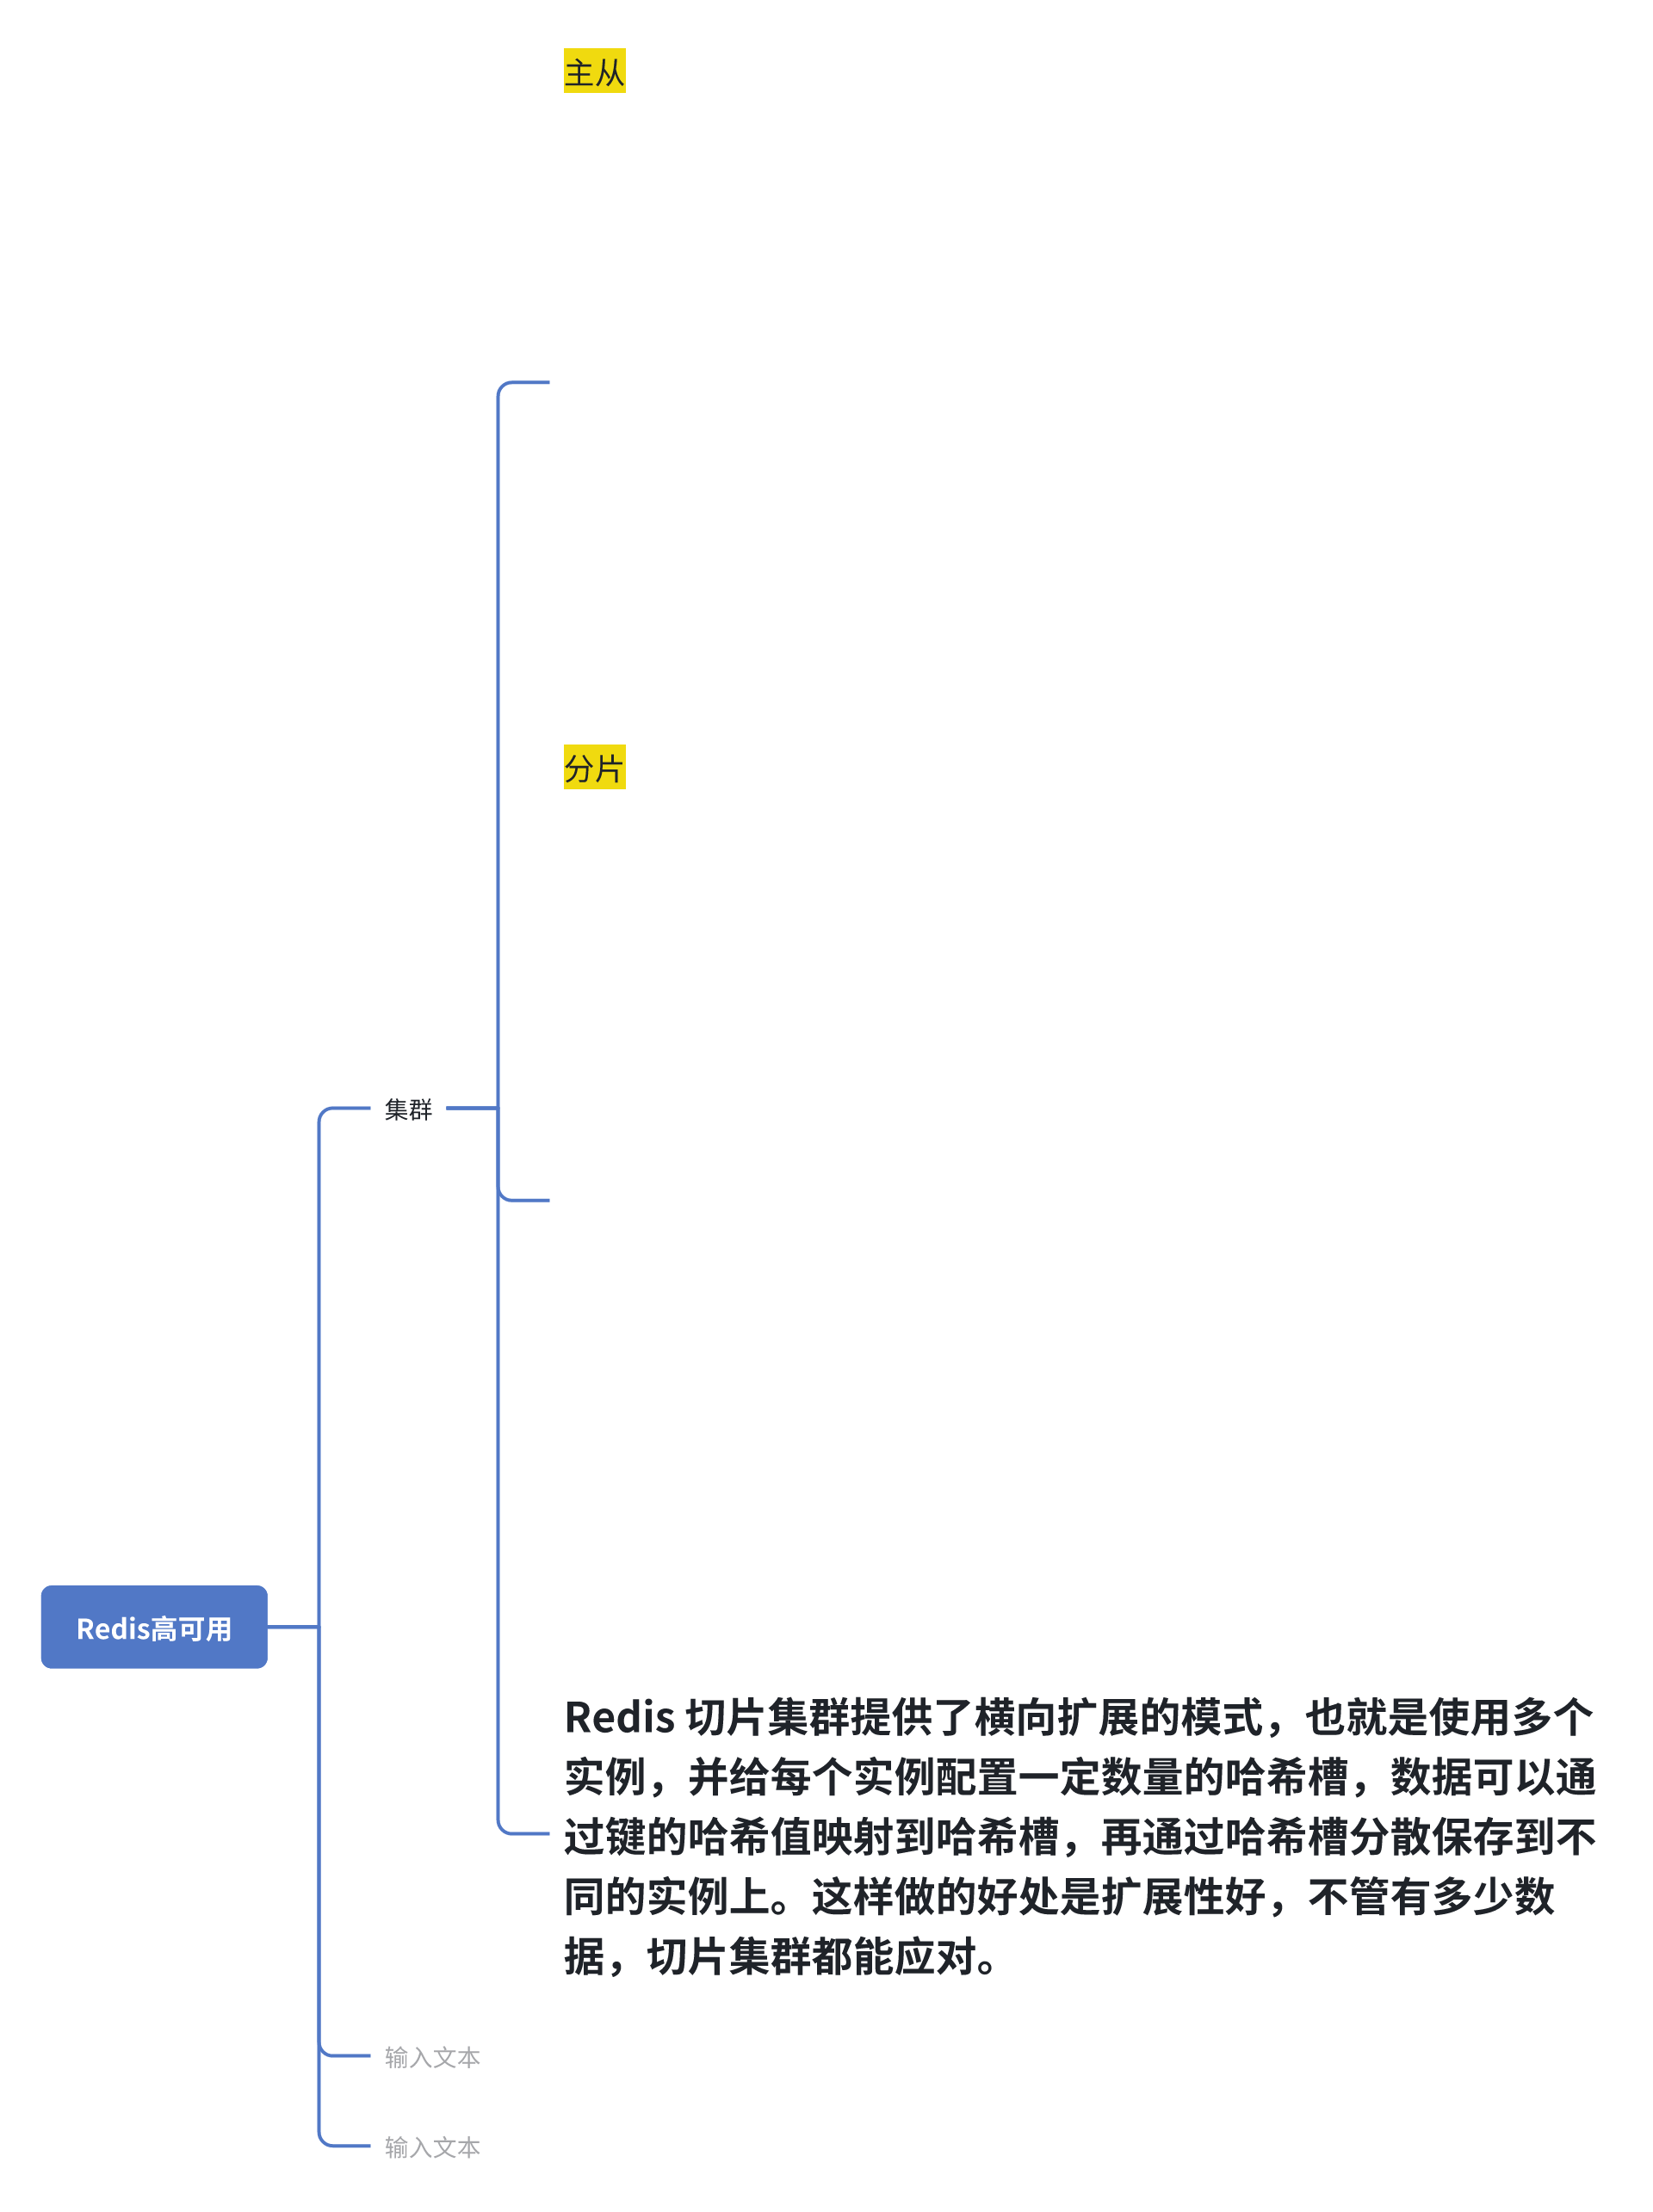 主从
分片
集群
Redis高可用
Redis 切片集群提供了横向扩展的模式，也就是使用多个
实例，并给每个实例配置一定数量的哈希槽，数据可以通
过键的哈希值映射到哈希槽，再通过哈希槽分散保存到不
同的实例上。这样做的好处是扩展性好，不管有多少数
据，切片集群都能应对。
输入文本
输入文本